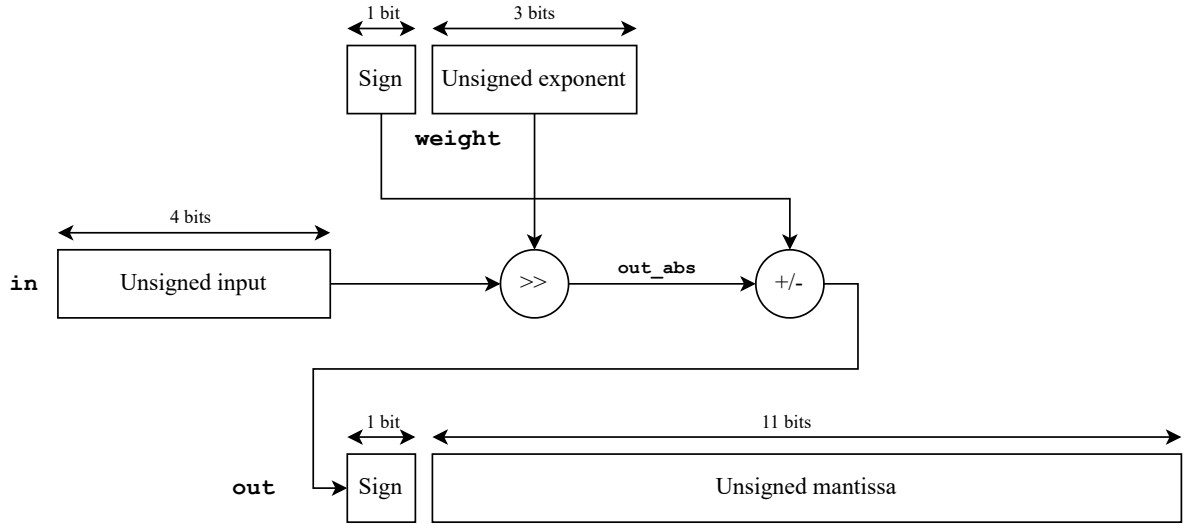 1 bit
3 bits
Sign
Unsigned exponent
weight
4 bits
in
Unsigned input
>>
out_abs
+/-
1 bit
11 bits
out
Sign
Unsigned mantissa